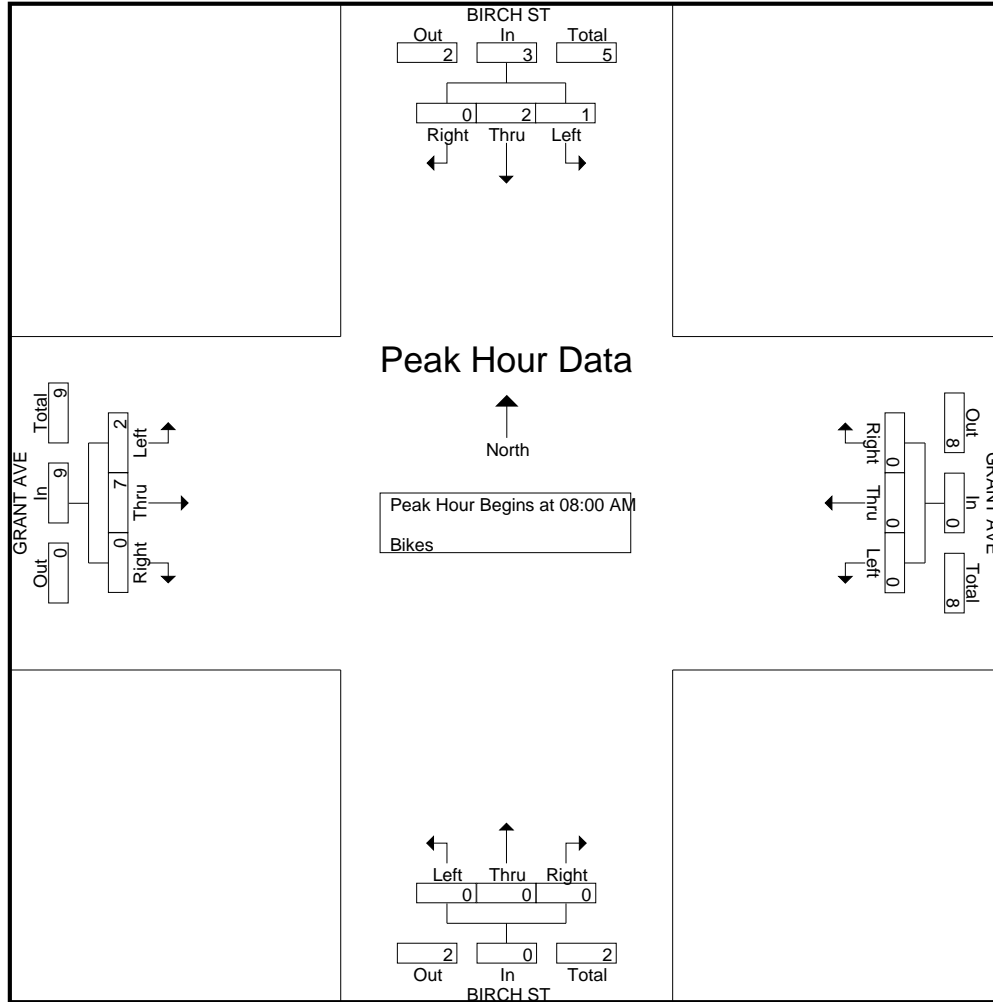 BIRCH ST
Out In Total
2 3 5
0 2 1
Right Thru Left
Peak Hour Data
North
Peak Hour Begins at 08:00 AM
Bikes
GRANT AVE
Out In Total
0 9 9
0 7 2
Right Thru Left
Right Thru Left
0 0 0
Out In Total
8 0 8
GRANT AVE
Left Thru Right
0 0 0
2 0 2
Out In Total
BIRCH ST